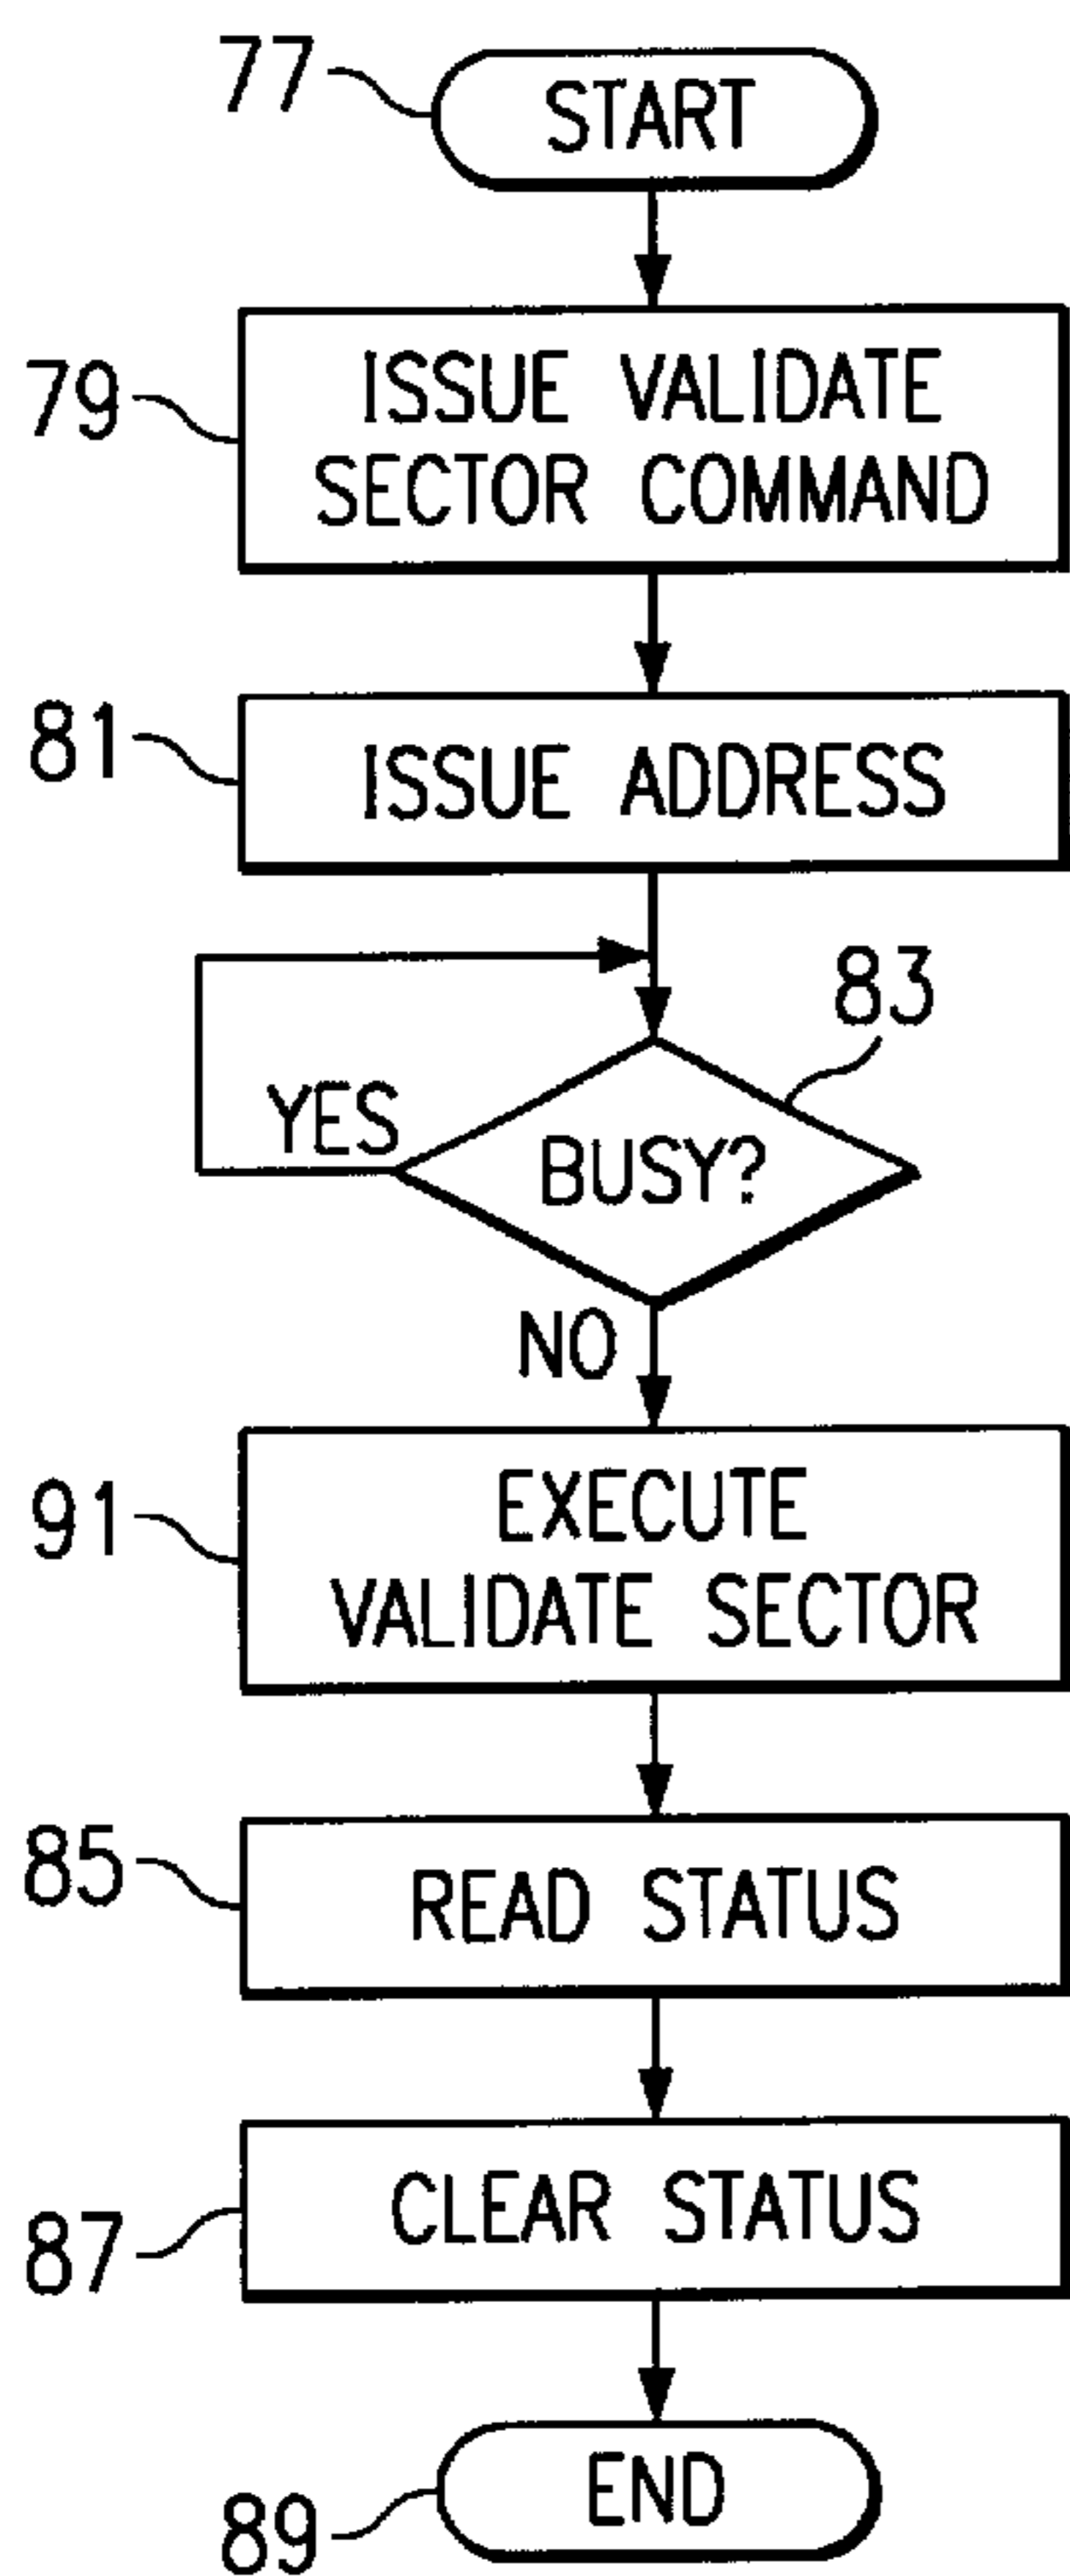 77
START
79
ISSUE VALIDATE
SECTOR COMMAND
81
ISSUE ADDRESS
83
YES
BUSY?
NO
91
EXECUTE
VALIDATE SECTOR
85
READ STATUS
87
CLEAR STATUS
END
89